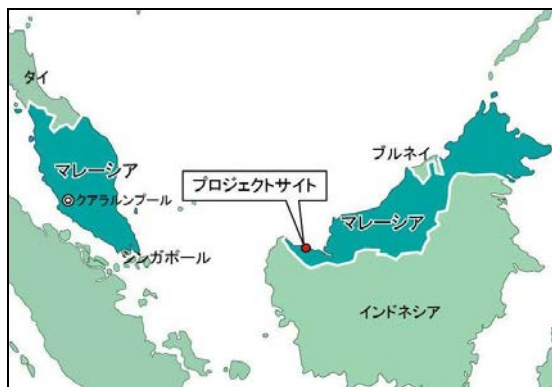 タイ
マレーシア
クアラルンプール
シンガポール
プロジェクトサイト
ブルネイ
マレーシア
インドネシア